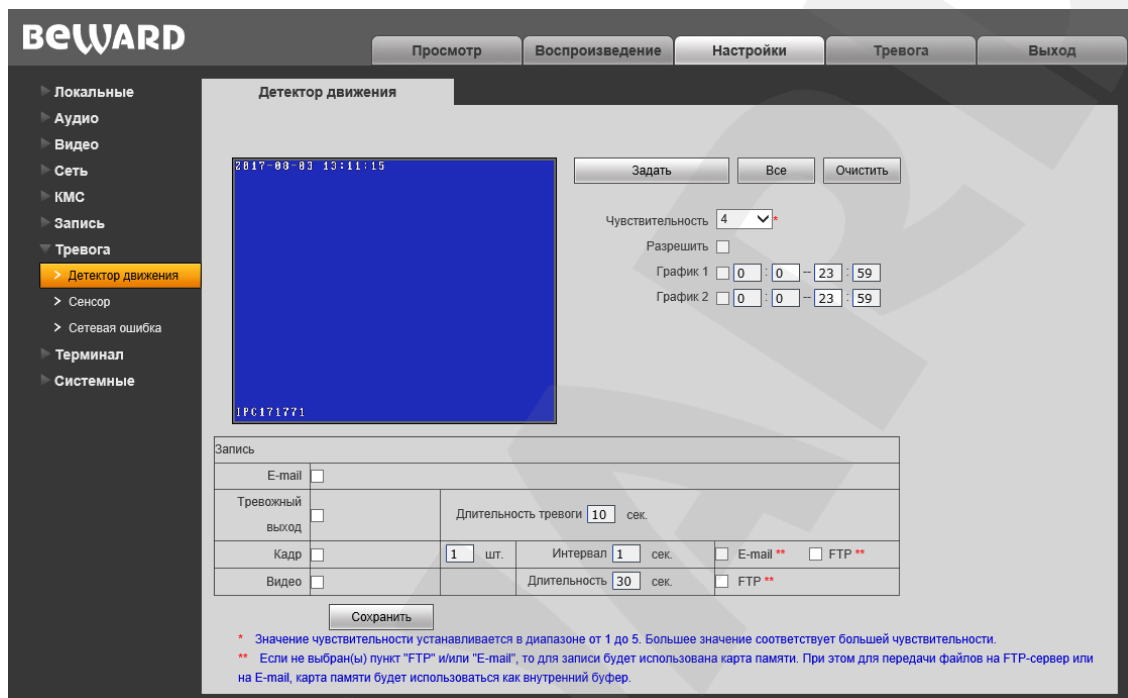 BEWARD
Просмотр Воспроизведение Настройки Тревога Выход
Локальные
Аудио
Видео
Сеть
КМС
Запись
Тревога
Детектор движения
Сенсор
Сетевая ошибка
Терминал
Системные
Детектор движения
2017-08-03 13:11:15
IPC171771
Задать Все Очистить
Чувствительность 4 *
Разрешить
График 1 0 : 0 -- 23 : 59
График 2 0 : 0 -- 23 : 59
Запись
E-mail
Тревожный
выход
Длительность тревоги 10 сек.
Кадр 1 шт. Интервал 1 сек. E-mail ** FTP **
Видео Длительность 30 сек. FTP **
Сохранить
* Значение чувствительности устанавливается в диапазоне от 1 до 5. Большее значение соответствует большей чувствительности.
** Если не выбран(ы) пункт "FTP" и/или "E-mail", то для записи будет использована карта памяти. При этом для передачи файлов на FTP-сервер или
на E-mail, карта памяти будет использоваться как внутренний буфер.